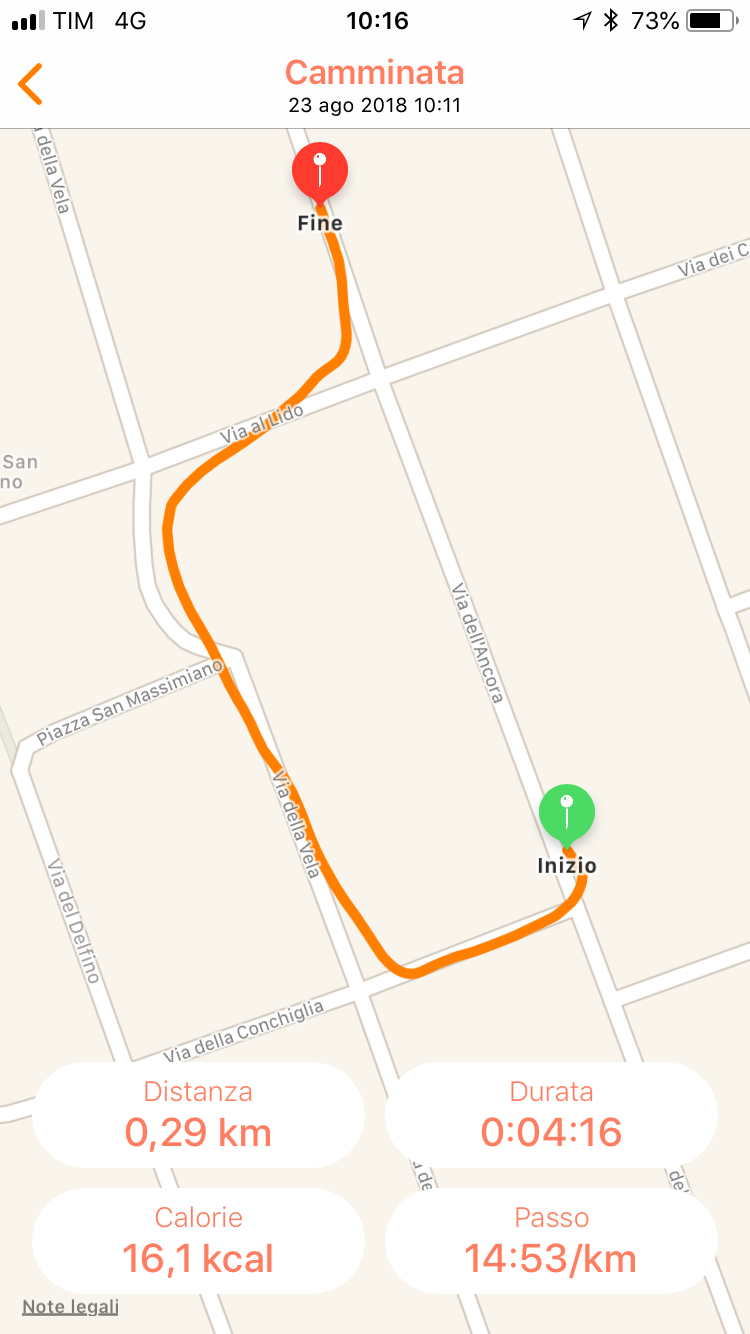 TIM 4G 10:16 73%
Camminata
23 ago 2018 10:11
della Vela
Fine
Via dei C
Via al Lido
San
no
Via dell'Ancora
Piazza San Massimiano
Via della Vela
Inizio
Via del Delfino
Via della Conchiglia
Distanza
0,29 km
Durata
0:04:16
Calorie
16,1 kcal
Passo
14:53/km
Note legali